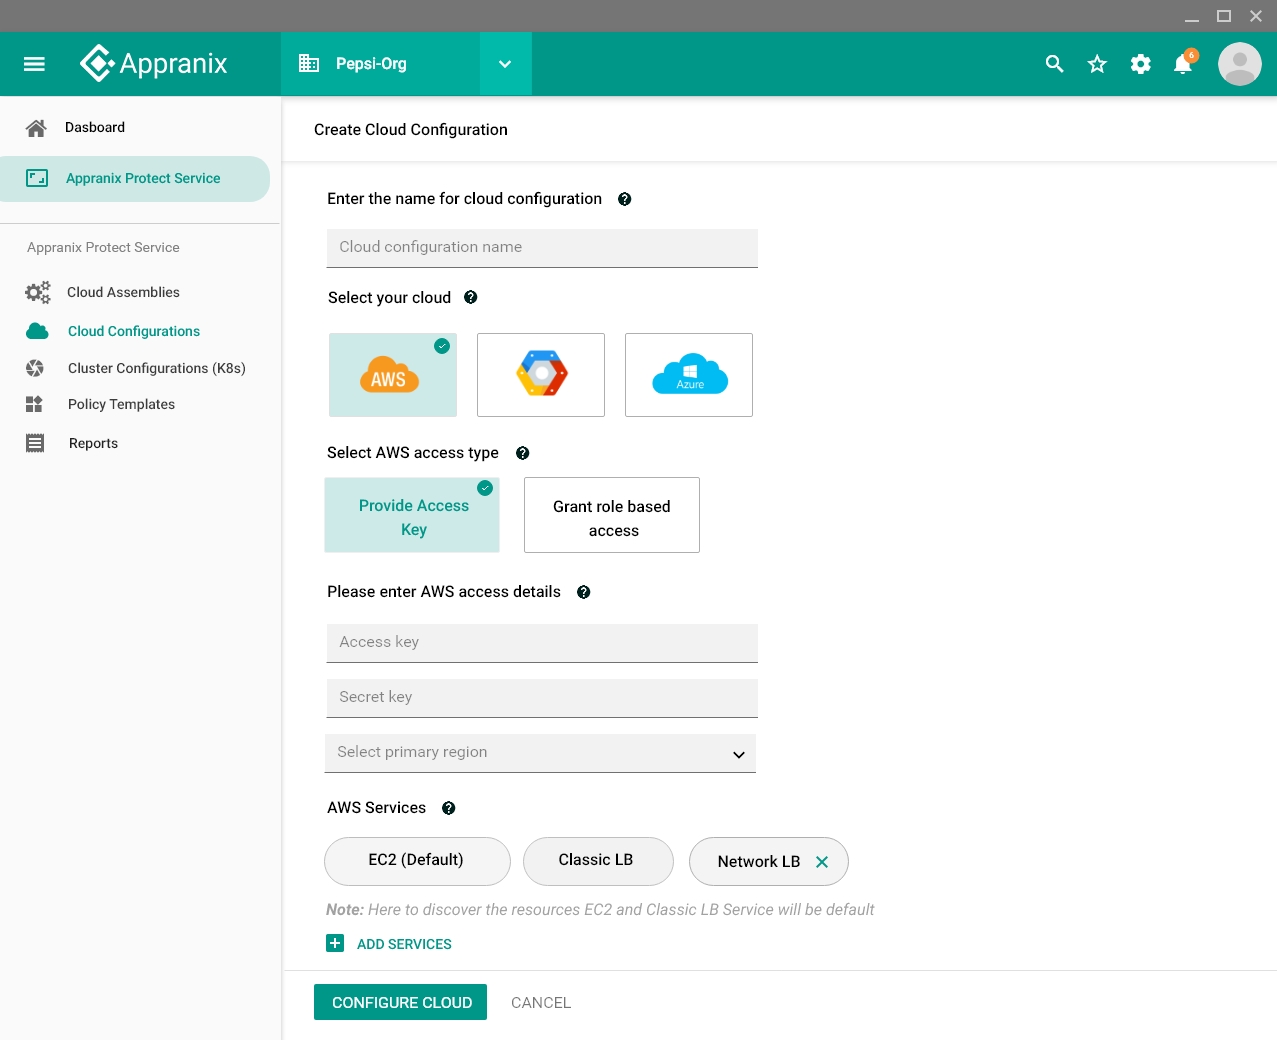 Appranix
Pepsi-Org
6
Dasboard
Appranix Protect Service
Appranix Protect Service
Cloud Assemblies
Cloud Configurations
Cluster Configurations (K8s)
Policy Templates
Reports
Create Cloud Configuration
Enter the name for cloud configuration ?
Cloud configuration name
Select your cloud ?
AWS
Azure
Select AWS access type ?
Provide Access
Key
Grant role based
access
Please enter AWS access details ?
Access key
Secret key
Select primary region
AWS Services ?
EC2 (Default)
Classic LB
Network LB
Note: Here to discover the resources EC2 and Classic LB Service will be default
ADD SERVICES
CONFIGURE CLOUD
CANCEL